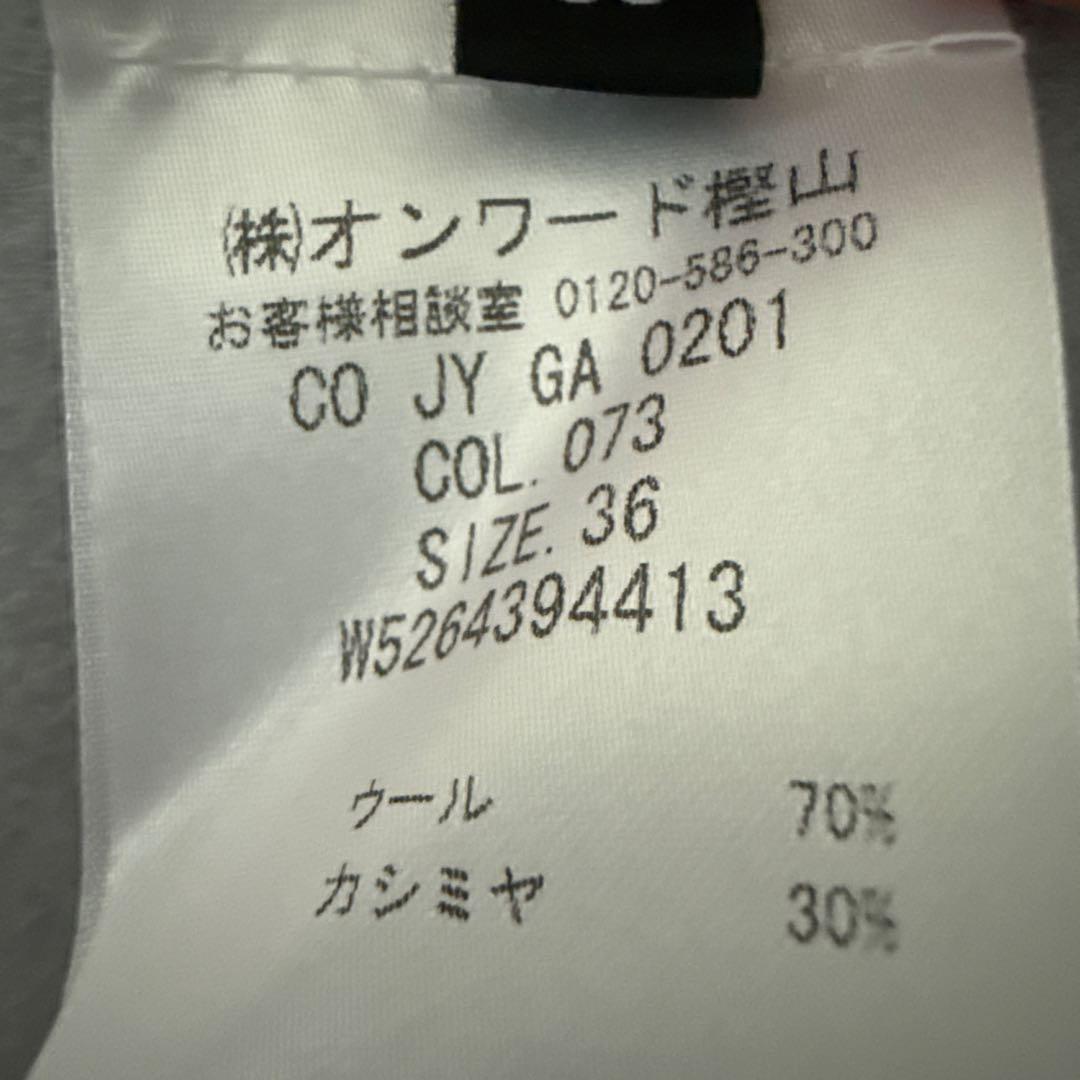 ㈱オンワード樫山
お客様相談室 0120-586-300
CO JY GA 0201
COL. 073
SIZE. 36
W5264394413
ウール 70%
カシミヤ 30%